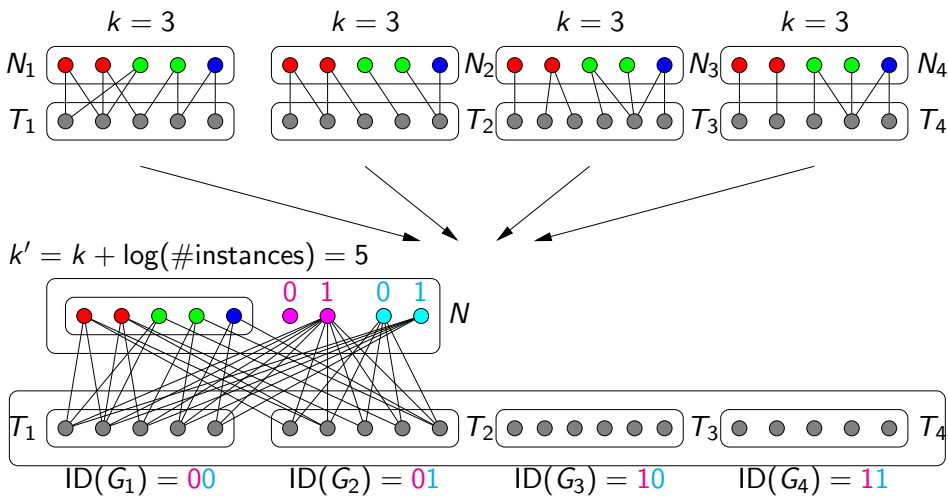 k = 3 k = 3 k = 3 k = 3
N1 N2 N3 N4
T1 T2 T3 T4
k′ = k + log(#instances) = 5
0 1 0 1
N
T1 T2 T3 T4
ID(G1) = 00 ID(G2) = 01 ID(G3) = 10 ID(G4) = 11